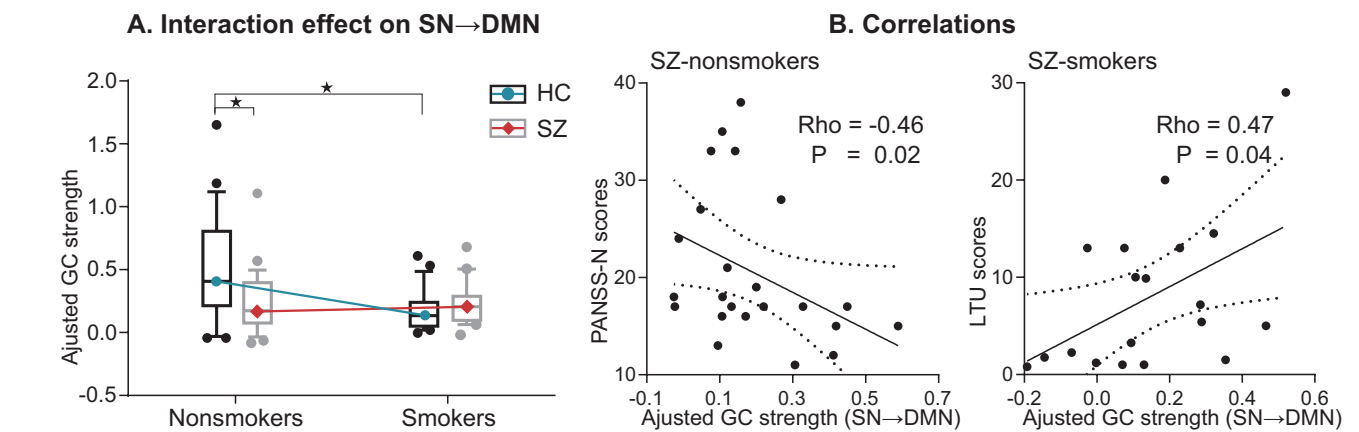 A. Interaction effect on SN→DMN
Ajusted GC strength
2.0
1.5
1.0
0.5
0.0
-0.5
Nonsmokers
Smokers
HC
SZ
B. Correlations
SZ-nonsmokers
PANSS-N scores
40
30
20
10
-0.1
0.1
0.3
0.5
0.7
Rho = -0.46
P = 0.02
Ajusted GC strength (SN→DMN)
SZ-smokers
LTU scores
30
20
10
0
-0.2
0.0
0.2
0.4
0.6
Rho = 0.47
P = 0.04
Ajusted GC strength (SN→DMN)